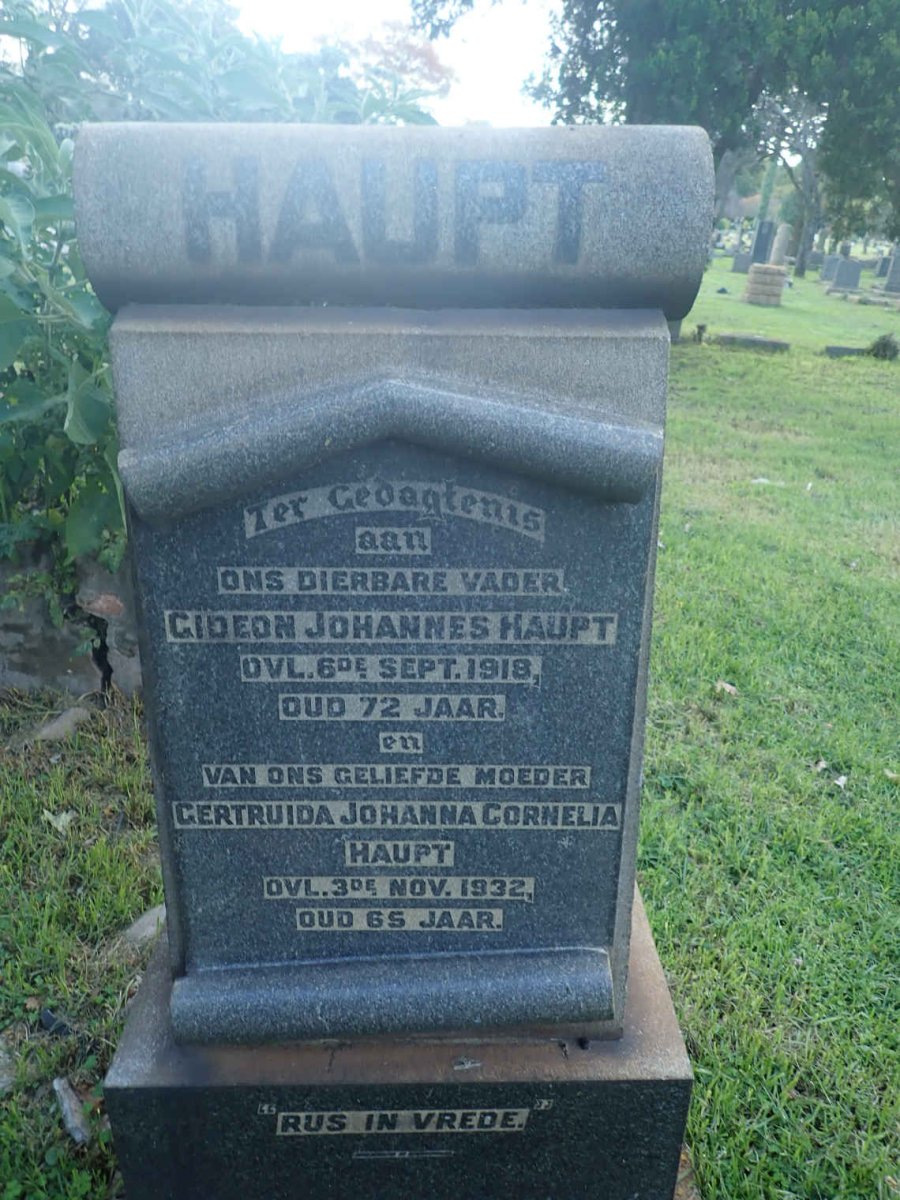 HAUPT
Ter Gedagtenis
aan
ONS DIERBARE VADER,
GIDEON JOHANNES HAUPT
OVL. 6DE SEPT. 1918,
OUD 72 JAAR.
en
VAN ONS GELIEFDE MOEDER
GERTRUIDA JOHANNA CORNELIA
HAUPT
OVL. 3DE NOV. 1932,
OUD 65 JAAR.
"RUS IN VREDE."